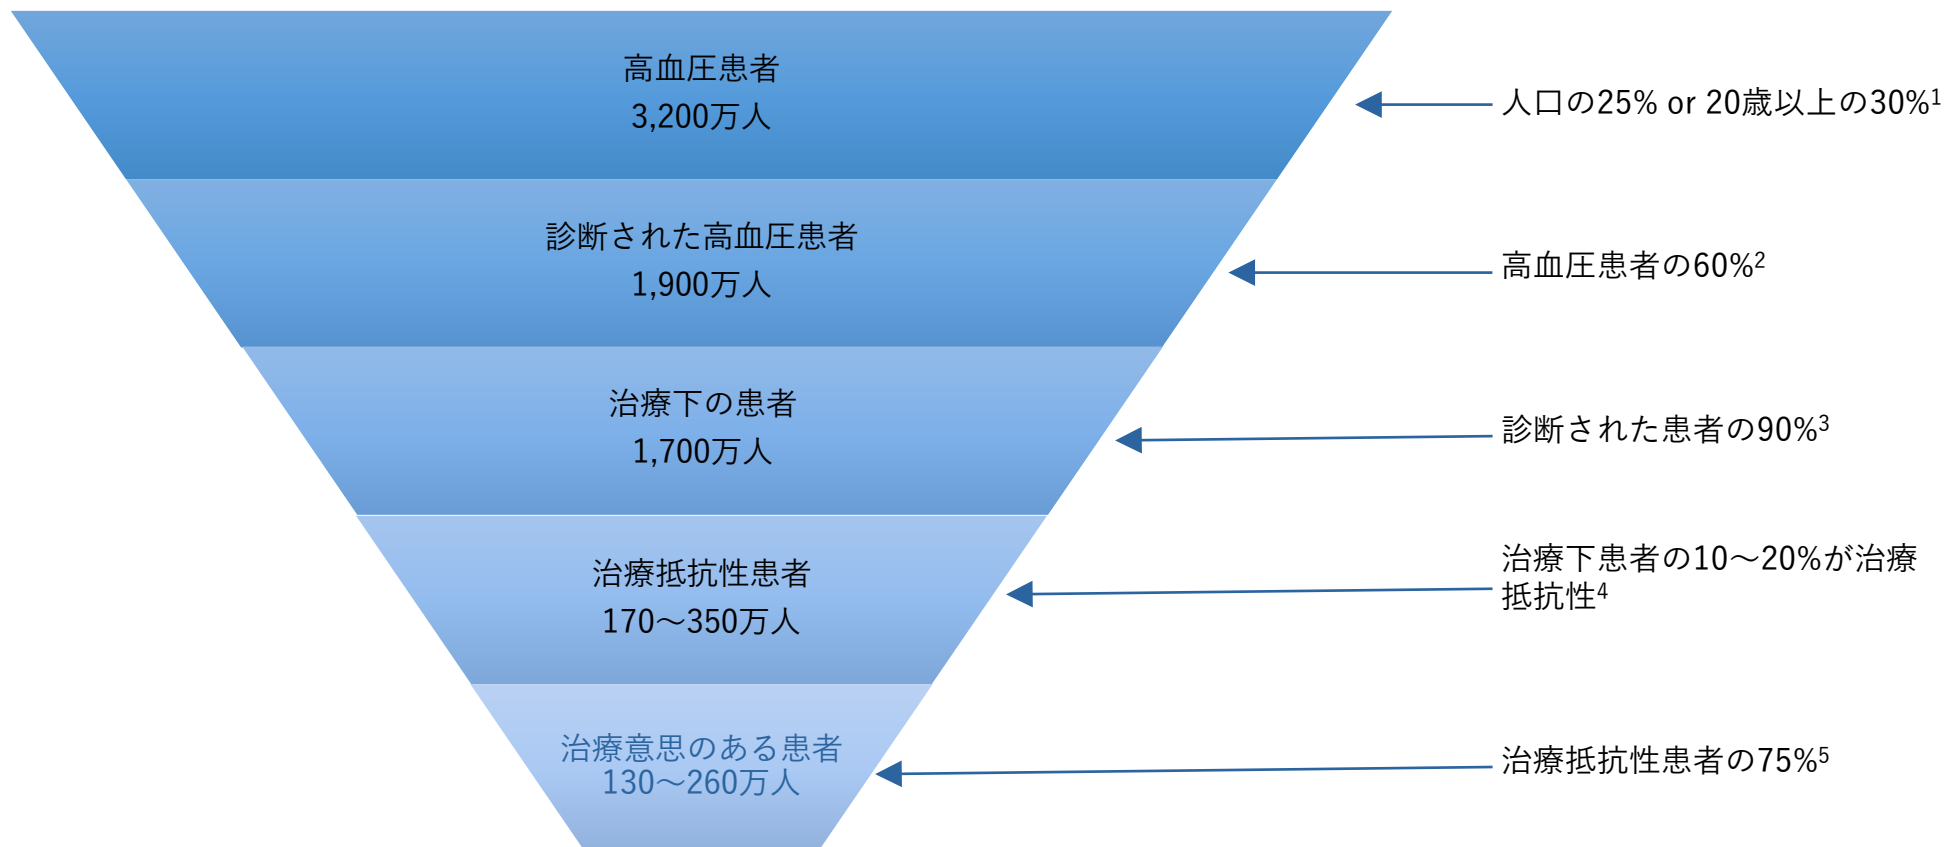 高血圧患者
3,200万人
人口の25% or 20歳以上の30%¹
診断された高血圧患者
1,900万人
高血圧患者の60%²
治療下の患者
1,700万人
診断された患者の90%³
治療抵抗性患者
170～350万人
治療下患者の10～20%が治療
抵抗性⁴
治療意思のある患者
130～260万人
治療抵抗性患者の75%⁵